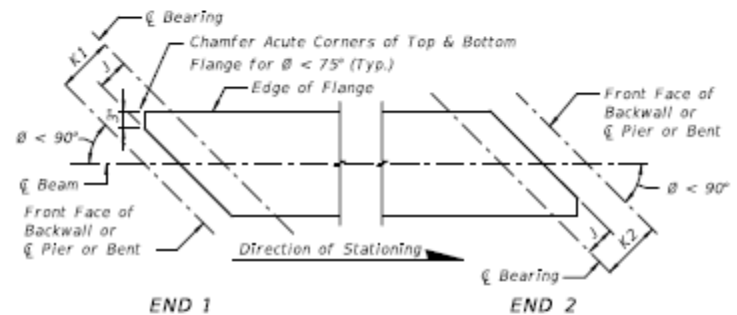 ℄ Bearing
K1
J
Chamfer Acute Corners of Top & Bottom
Flange for Ø < 75° (Typ.)
Edge of Flange
3"
Ø < 90°
℄ Beam
Front Face of
Backwall or
℄ Pier or Bent
Direction of Stationing
Front Face of
Backwall or
℄ Pier or Bent
Ø < 90°
J
K2
℄ Bearing
END 1
END 2